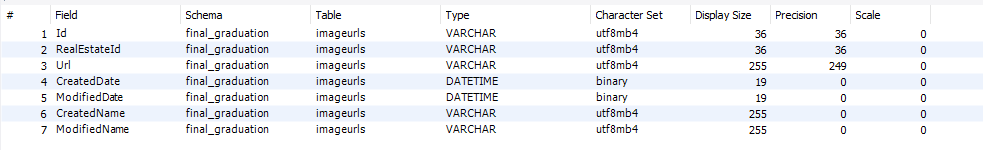 # Field Schema Table Type Character Set Display Size Precision Scale
1 Id final_graduation imageurls VARCHAR utf8mb4 36 36 0
2 RealEstateId final_graduation imageurls VARCHAR utf8mb4 36 36 0
3 Url final_graduation imageurls VARCHAR utf8mb4 255 249 0
4 CreatedDate final_graduation imageurls DATETIME binary 19 0 0
5 ModifiedDate final_graduation imageurls DATETIME binary 19 0 0
6 CreatedName final_graduation imageurls VARCHAR utf8mb4 255 0 0
7 ModifiedName final_graduation imageurls VARCHAR utf8mb4 255 0 0